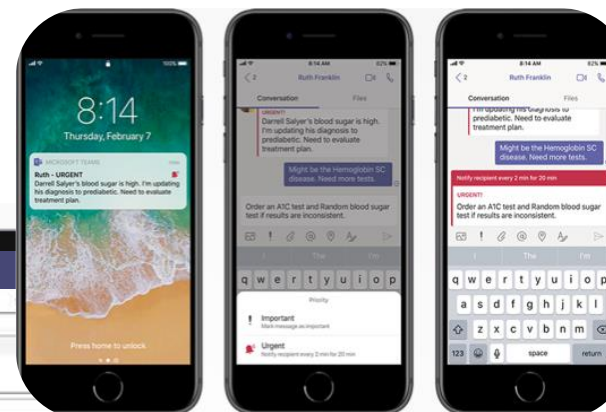 100%
8:14
Thursday, February 7
MICROSOFT TEAMS
now
Ruth - URGENT
Darrell Salyer's blood sugar is high. I'm updating
his diagnosis to prediabetic. Need to evaluate
treatment plan.
Press home to unlock
8:14 AM
82%
2
Ruth Franklin
Conversation
Files
URGENT!
Darrell Salyer's blood sugar is high.
I'm updating his diagnosis to
prediabetic. Need to evaluate
treatment plan.
Might be the Hemoglobin SC
disease. Need more tests.
Order an A1C test and Random blood sugar
test if results are inconsistent.
I
The
I'm
q w e r t y u i o p
Priority
Important
Mark message as important
Urgent
Notify recipient every 2 min for 20 min
8:14 AM
82%
2
Ruth Franklin
Conversation
Files
I'm updating his diagnosis to
prediabetic. Need to evaluate
treatment plan.
Might be the Hemoglobin SC
disease. Need more tests.
Notify recipient every 2 min for 20 min
URGENT!
Order an A1C test and Random blood sugar
test if results are inconsistent.
I
The
I'm
q w e r t y u i o p
a s d f g h j k l
z x c v b n m
123
space
return